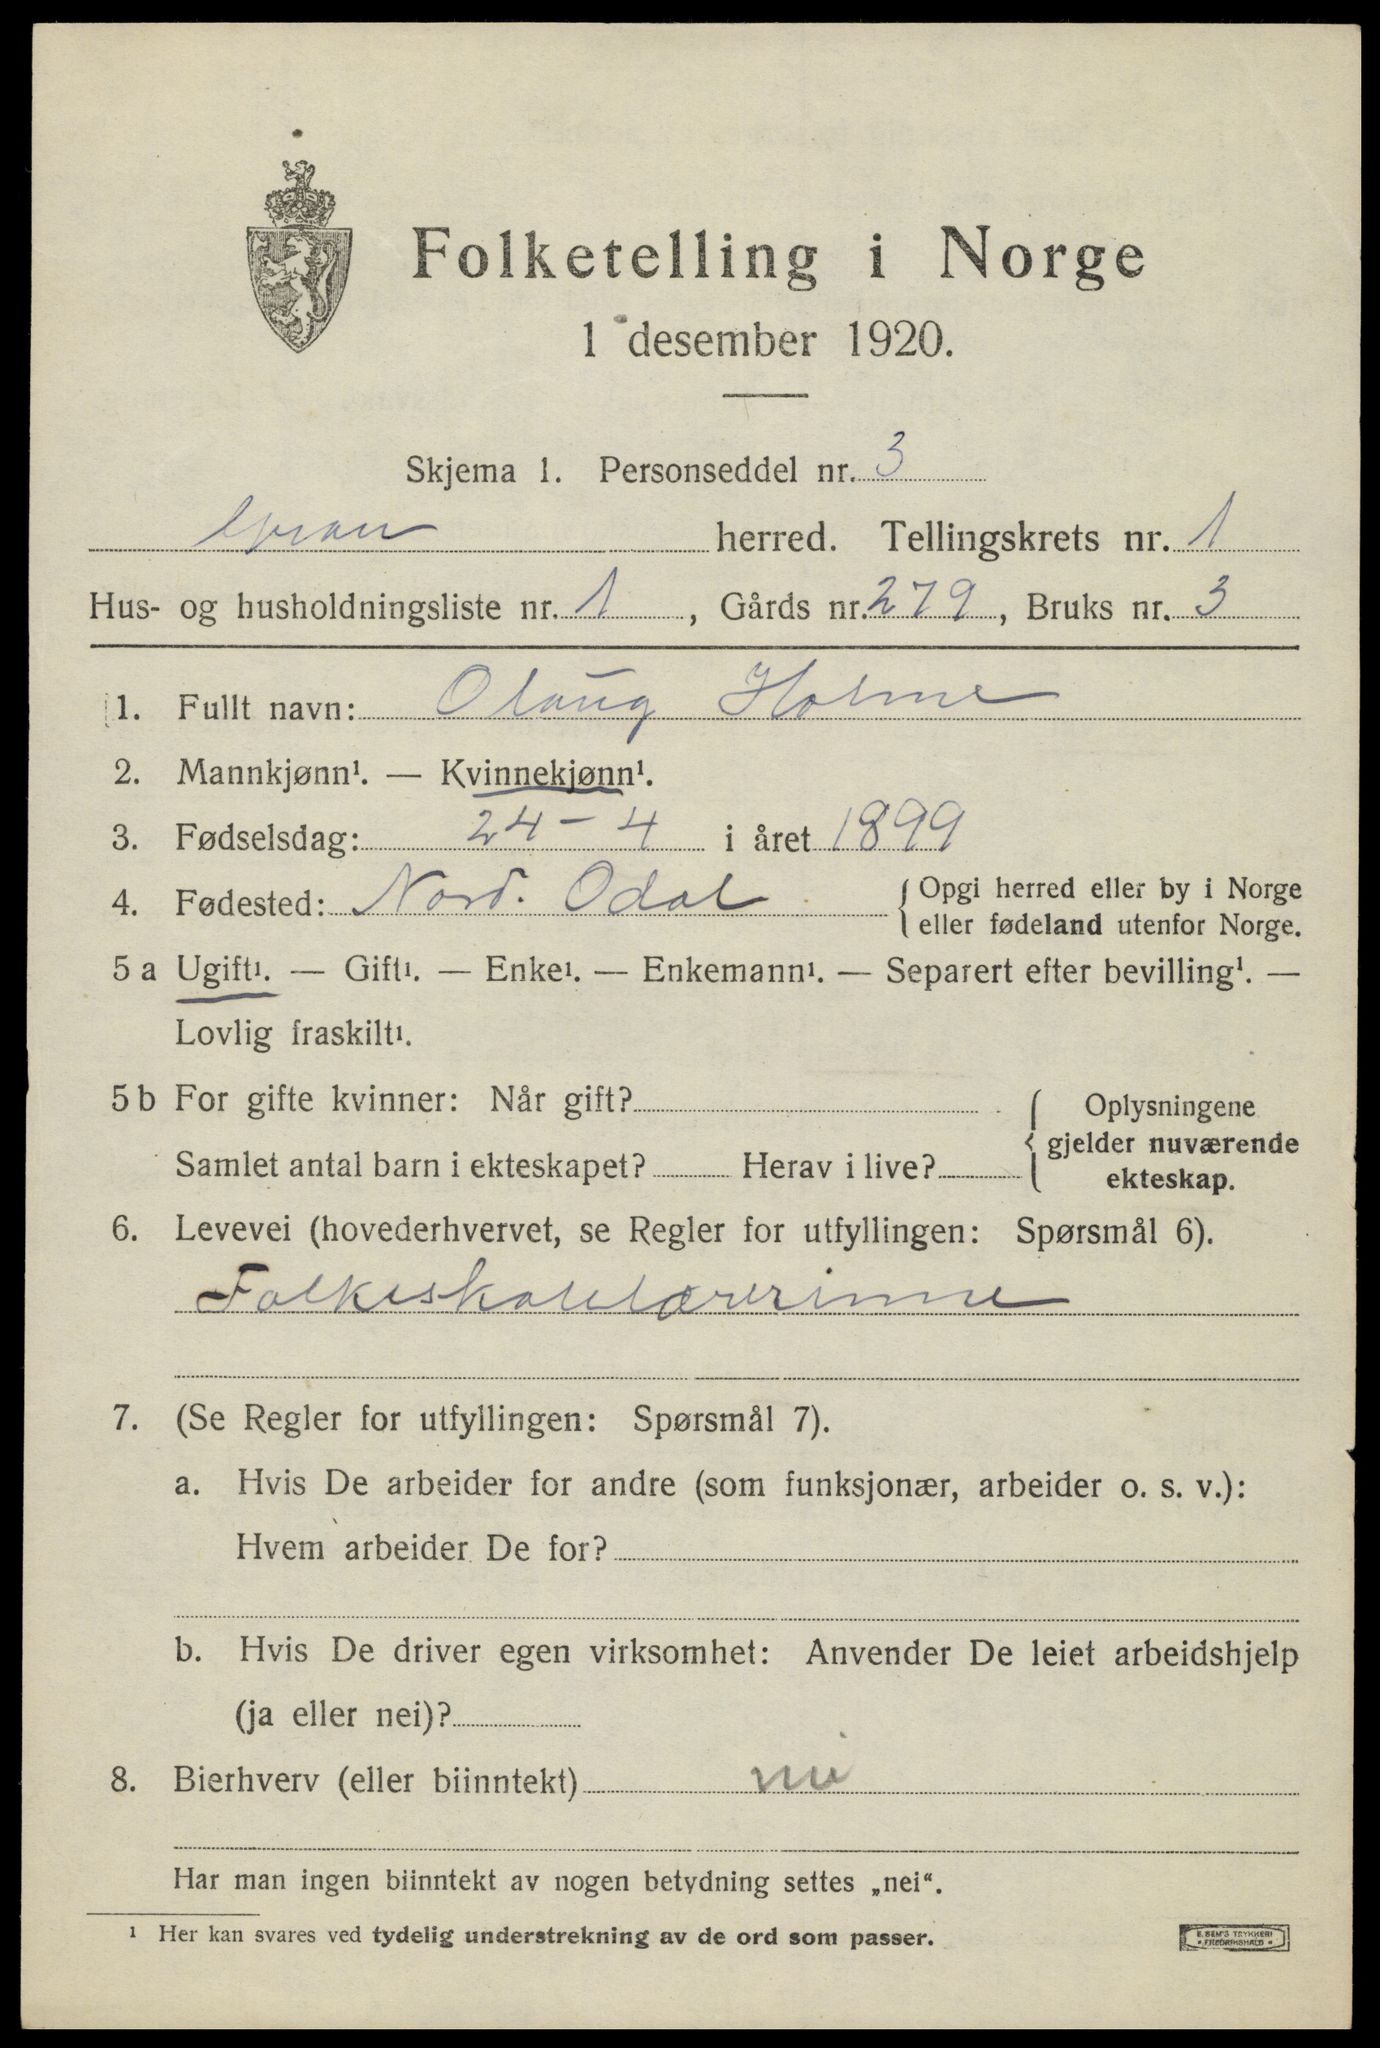 Folketelling i Norge
1 desember 1920.
Skjema 1. Personseddel nr. 3
Gran herred. Tellingskrets nr. 1
Hus- og husholdningsliste nr. 1, Gårds nr. 279, Bruks nr. 3
1. Fullt navn: Olaug Holme
2. Mannkjønn¹. — Kvinnekjønn¹.
3. Fødselsdag: 24-4 i året 1899
4. Fødested: Nord. Odal { Opgi herred eller by i Norge
eller fødeland utenfor Norge.
5 a Ugift¹. — Gift¹. — Enke¹. — Enkemann¹. — Separert efter bevilling¹. —
Lovlig fraskilt¹.
5 b For gifte kvinner: Når gift?
Samlet antal barn i ekteskapet? Herav i live?
{ Oplysningene
gjelder nuværende
ekteskap.
6. Levevei (hovederhvervet, se Regler for utfyllingen: Spørsmål 6).
Folkeskolelærerinne
7. (Se Regler for utfyllingen: Spørsmål 7).
a. Hvis De arbeider for andre (som funksjonær, arbeider o. s. v.):
Hvem arbeider De for?
b. Hvis De driver egen virksomhet: Anvender De leiet arbeidshjelp
(ja eller nei)?
8. Bierhverv (eller biinntekt) nei
Har man ingen biinntekt av nogen betydning settes „nei“.
¹ Her kan svares ved tydelig understrekning av de ord som passer.
E. SEM'S TRYKKERI
• FREDRIKSHALD •